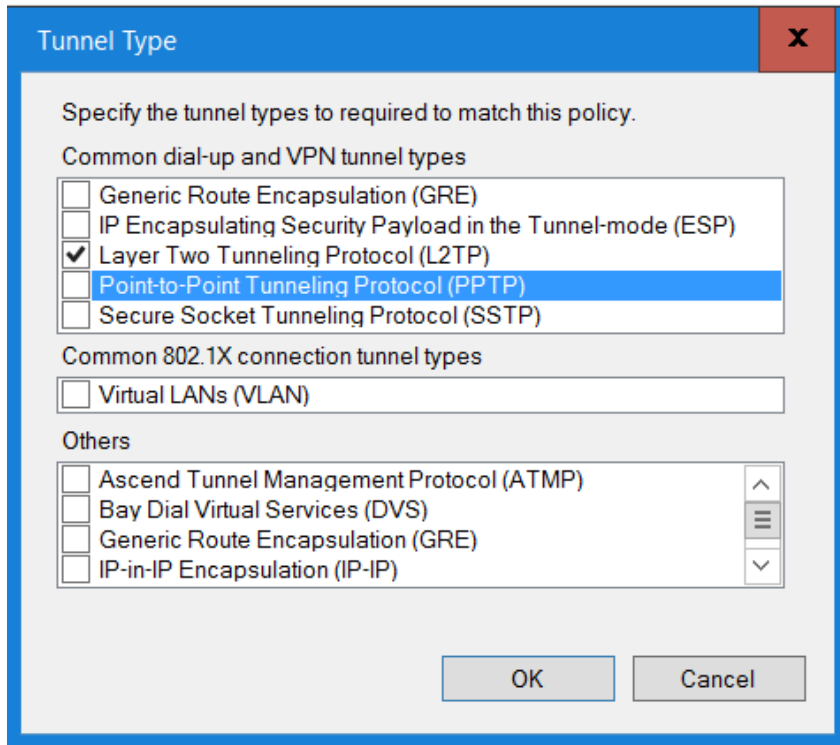 Tunnel Type
x
Specify the tunnel types to required to match this policy.
Common dial-up and VPN tunnel types
Generic Route Encapsulation (GRE)
IP Encapsulating Security Payload in the Tunnel-mode (ESP)
Layer Two Tunneling Protocol (L2TP)
Point-to-Point Tunneling Protocol (PPTP)
Secure Socket Tunneling Protocol (SSTP)
Common 802.1X connection tunnel types
Virtual LANs (VLAN)
Others
Ascend Tunnel Management Protocol (ATMP)
Bay Dial Virtual Services (DVS)
Generic Route Encapsulation (GRE)
IP-in-IP Encapsulation (IP-IP)
OK
Cancel